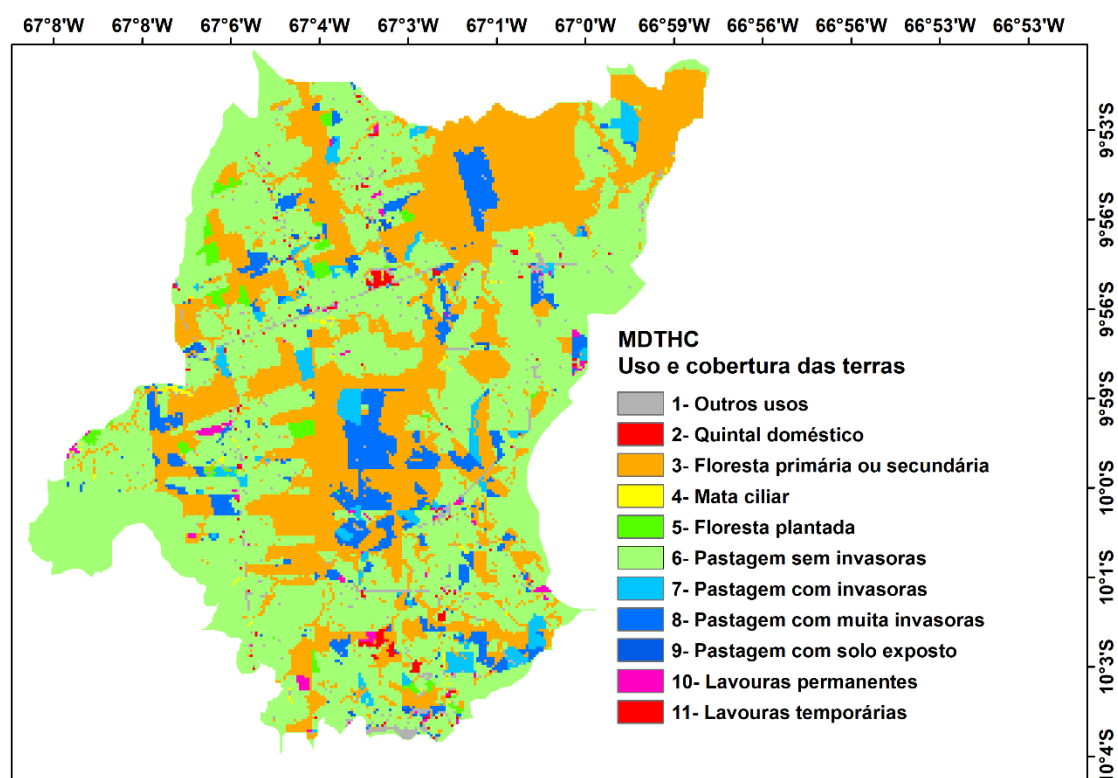 67°8'W 67°8'W 67°6'W 67°4'W 67°3'W 67°1'W 67°0'W 66°59'W 66°56'W 66°56'W 66°53'W 66°53'W
9°53'S
9°56'S
9°56'S
9°59'S
10°0'S
10°1'S
10°3'S
10°4'S
MDTHC
Uso e cobertura das terras
1- Outros usos
2- Quintal doméstico
3- Floresta primária ou secundária
4- Mata ciliar
5- Floresta plantada
6- Pastagem sem invasoras
7- Pastagem com invasoras
8- Pastagem com muita invasoras
9- Pastagem com solo exposto
10- Lavouras permanentes
11- Lavouras temporárias